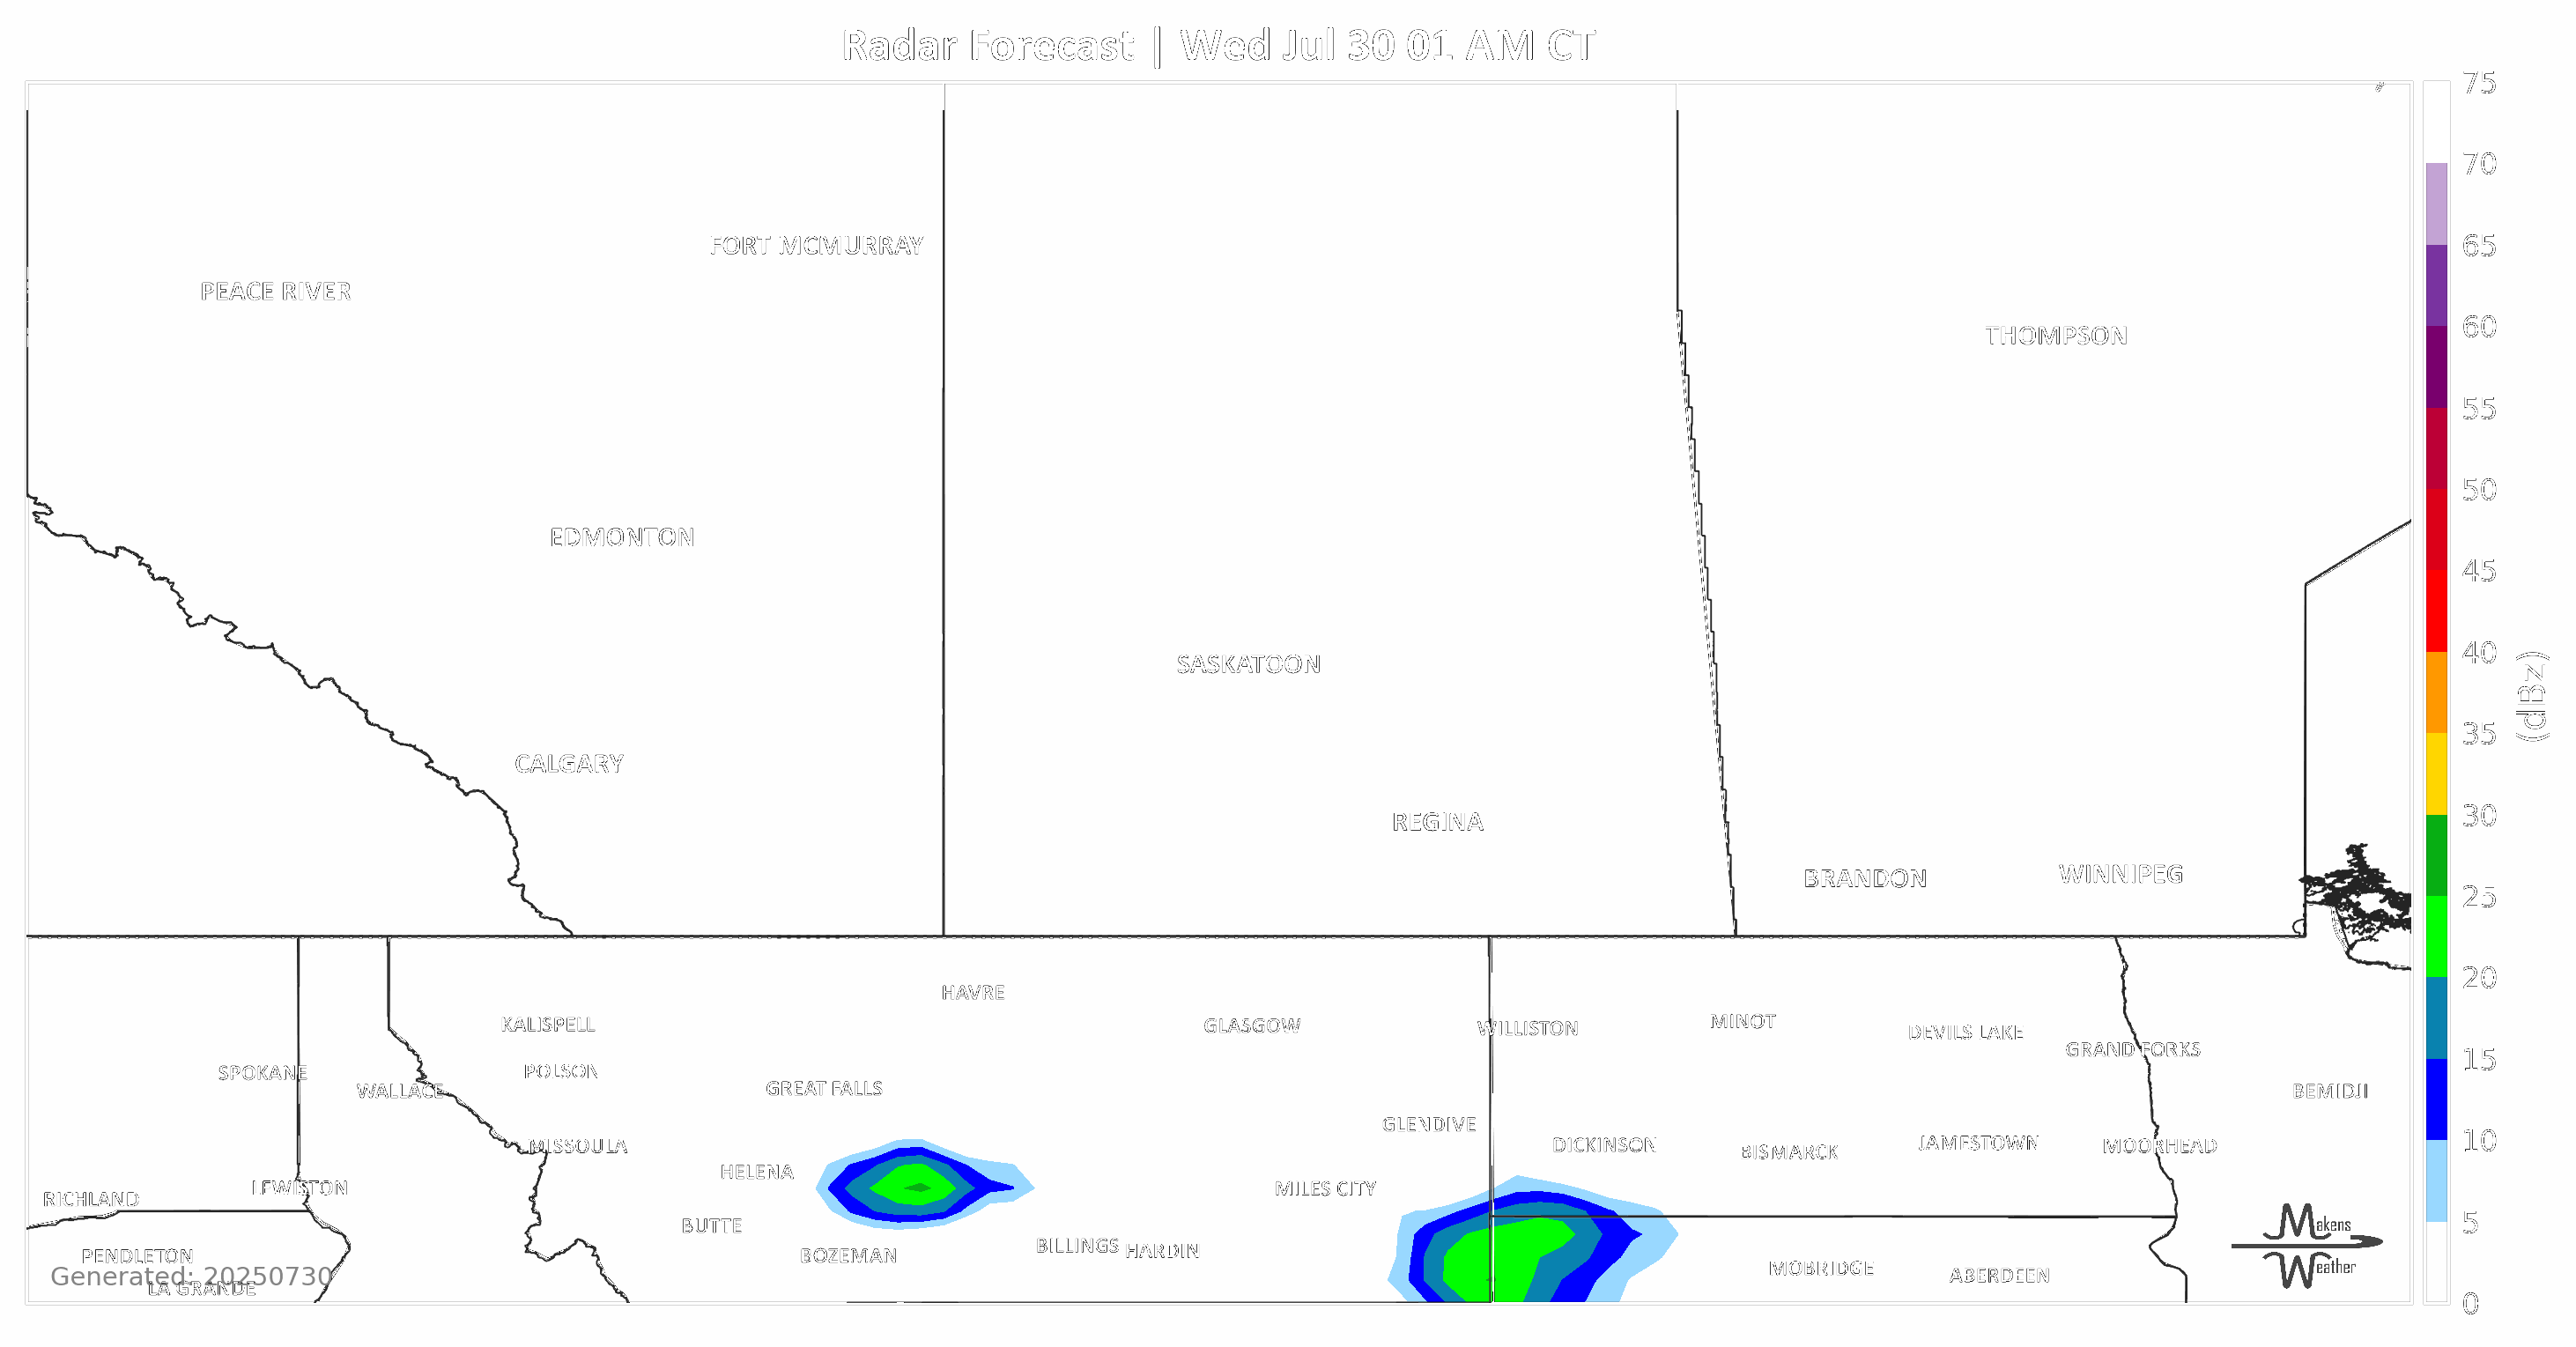 Radar Forecast | Wed Jul 30 01 AM CT
75
70
65
60
55
50
45
40
35
30
25
20
15
10
5
0
(dBz)
FORT MCMURRAY
PEACE RIVER
THOMPSON
EDMONTON
SASKATOON
CALGARY
REGINA
BRANDON
WINNIPEG
HAVRE
KALISPELL
GLASGOW
WILLISTON
MINOT
DEVILS LAKE
GRAND FORKS
SPOKANE
POLSON
WALLACE
GREAT FALLS
BEMIDJI
GLENDIVE
MISSOULA
DICKINSON
BISMARCK
JAMESTOWN
MOORHEAD
HELENA
LEWISTON
MILES CITY
RICHLAND
BUTTE
BILLINGS
HARDIN
PENDLETON
BOZEMAN
MOBRIDGE
ABERDEEN
Generated: 20250730
LA GRANDE
Makens
Weather